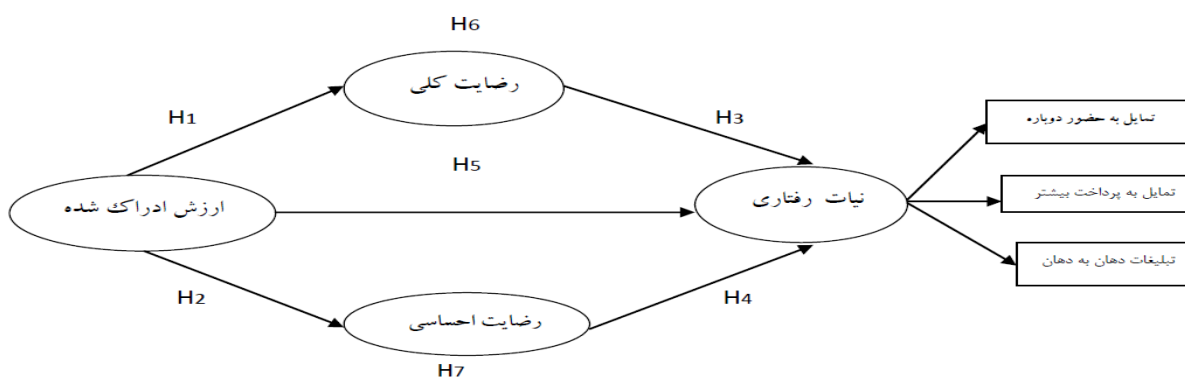 H6
رضایت کلی
H1
H3
تمایل به حضور دوباره
H5
ارزش ادراک شده
نیات رفتاری
تمایل به پرداخت بیشتر
تبلیغات دهان به دهان
H2
رضایت احساسی
H4
H7